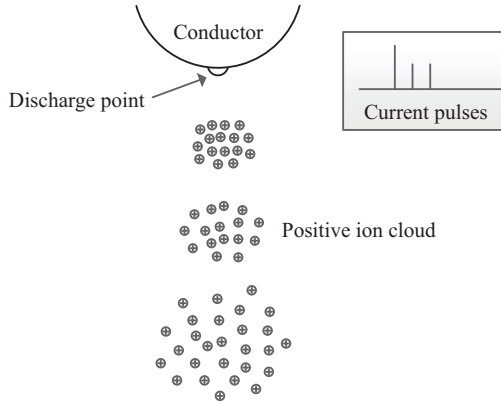 Conductor
Discharge point
Current pulses
Positive ion cloud